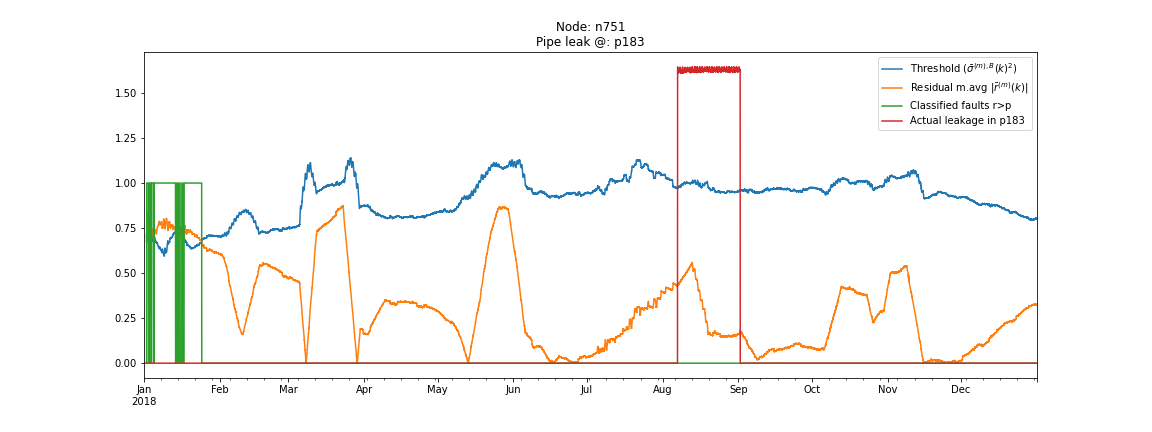 Node: n751
Pipe leak @: p183
Threshold (σ̄⁽ᵐ⁾·ᴮ(k)²)
Residual m.avg |r̄⁽ᵐ⁾(k)|
Classified faults r>p
Actual leakage in p183
1.50
1.25
1.00
0.75
0.50
0.25
0.00
Jan Feb Mar Apr May Jun Jul Aug Sep Oct Nov Dec
2018